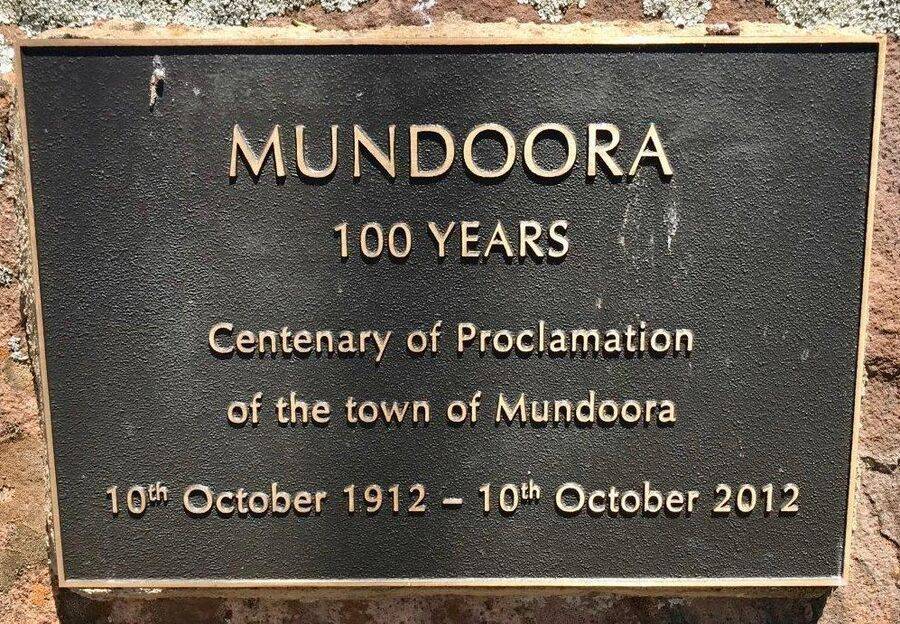 MUNDOORA
100 YEARS
Centenary of Proclamation
of the town of Mundoora
10th October 1912 – 10th October 2012